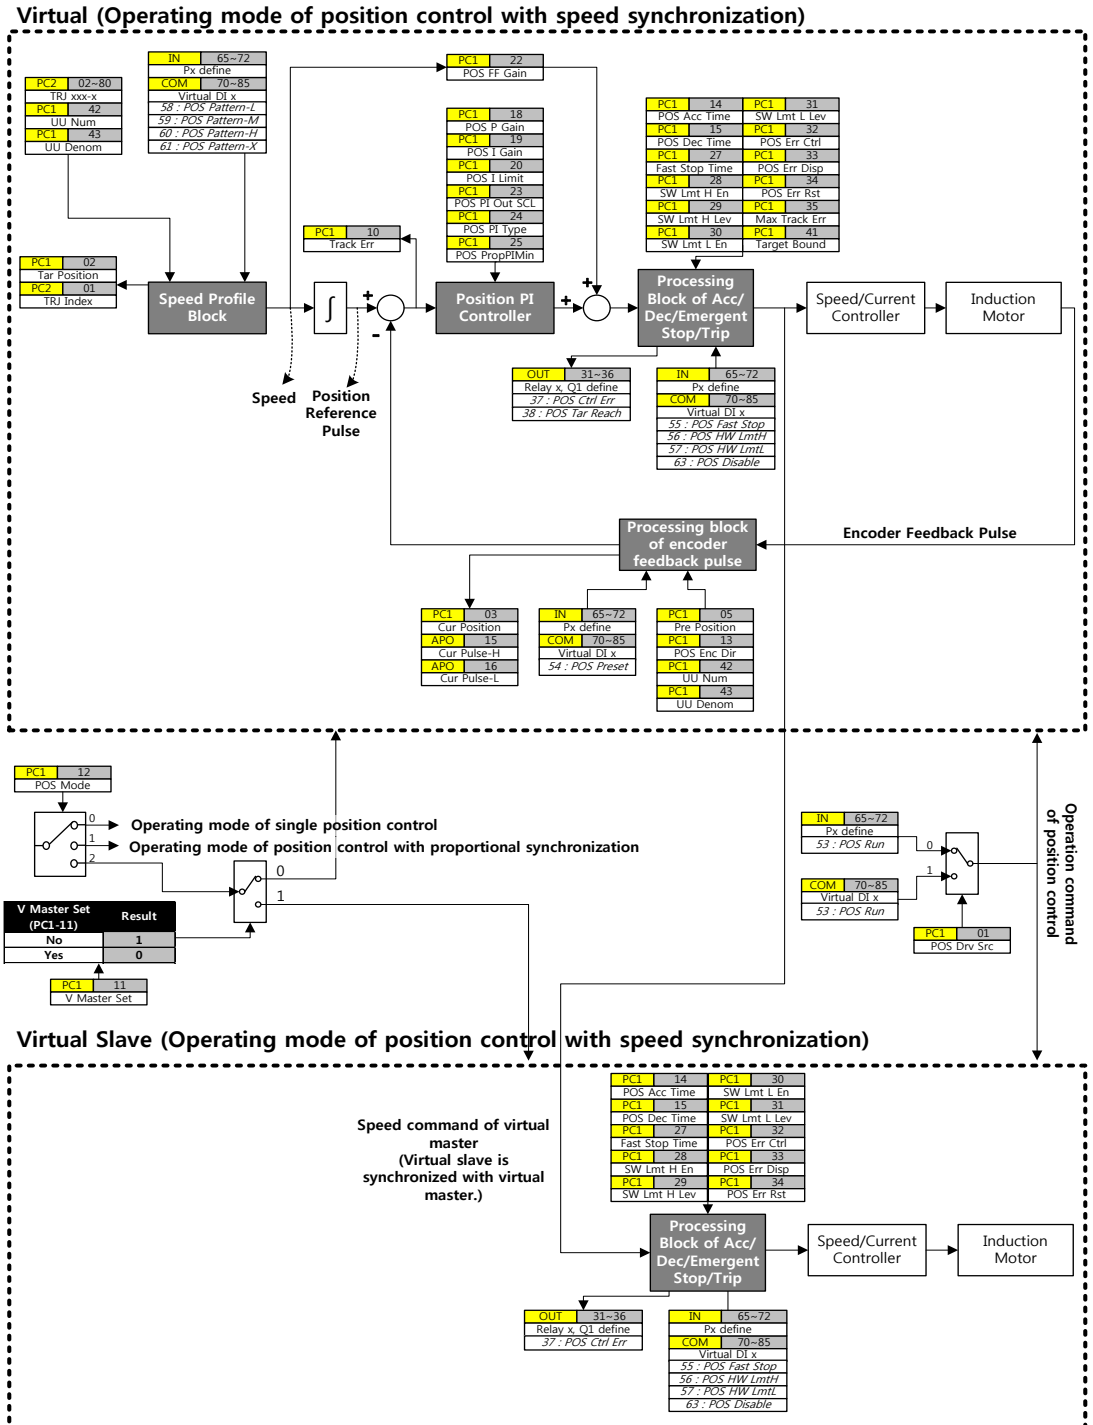 Virtual (Operating mode of position control with speed synchronization)
PC2 02~80
TRJ xxx-x
PC1 42
UU Num
PC1 43
UU Denom
IN 65~72
Px define
COM 70~85
Virtual DI x
58 : POS Pattern-L
59 : POS Pattern-M
60 : POS Pattern-H
61 : POS Pattern-X
PC1 22
POS FF Gain
PC1 18
POS P Gain
PC1 19
POS I Gain
PC1 20
POS I Limit
PC1 23
POS PI Out SCL
PC1 24
POS PI Type
PC1 25
POS PropPIMin
PC1 14 PC1 31
POS Acc Time SW Lmt L Lev
PC1 15 PC1 32
POS Dec Time POS Err Ctrl
PC1 27 PC1 33
Fast Stop Time POS Err Disp
PC1 28 PC1 34
SW Lmt H En POS Err Rst
PC1 29 PC1 35
SW Lmt H Lev Max Track Err
PC1 30 PC1 41
SW Lmt L En Target Bound
PC1 10
Track Err
PC1 02
Tar Position
PC2 01
TRJ Index
Speed Profile
Block
∫
+
-
Position PI
Controller
+
+
Processing
Block of Acc/
Dec/Emergent
Stop/Trip
Speed/Current
Controller
Induction
Motor
Speed
Position
Reference
Pulse
OUT 31~36
Relay x, Q1 define
37 : POS Ctrl Err
38 : POS Tar Reach
IN 65~72
Px define
COM 70~85
Virtual DI x
55 : POS Fast Stop
56 : POS HW LmtH
57 : POS HW LmtL
63 : POS Disable
Processing block
of encoder
feedback pulse
Encoder Feedback Pulse
PC1 03
Cur Position
APO 15
Cur Pulse-H
APO 16
Cur Pulse-L
IN 65~72
Px define
COM 70~85
Virtual DI x
54 : POS Preset
PC1 05
Pre Position
PC1 13
POS Enc Dir
PC1 42
UU Num
PC1 43
UU Denom
PC1 12
POS Mode
0
Operating mode of single position control
1
Operating mode of position control with proportional synchronization
2
0
1
V Master Set
(PC1-11) Result
No 1
Yes 0
PC1 11
V Master Set
IN 65~72
Px define
53 : POS Run
0
1
COM 70~85
Virtual DI x
53 : POS Run
PC1 01
POS Drv Src
Operation command
of position control
Virtual Slave (Operating mode of position control with speed synchronization)
Speed command of virtual
master
(Virtual slave is
synchronized with virtual
master.)
PC1 14 PC1 30
POS Acc Time SW Lmt L En
PC1 15 PC1 31
POS Dec Time SW Lmt L Lev
PC1 27 PC1 32
Fast Stop Time POS Err Ctrl
PC1 28 PC1 33
SW Lmt H En POS Err Disp
PC1 29 PC1 34
SW Lmt H Lev POS Err Rst
Processing
Block of Acc/
Dec/Emergent
Stop/Trip
Speed/Current
Controller
Induction
Motor
OUT 31~36
Relay x, Q1 define
37 : POS Ctrl Err
IN 65~72
Px define
COM 70~85
Virtual DI x
55 : POS Fast Stop
56 : POS HW LmtH
57 : POS HW LmtL
63 : POS Disable